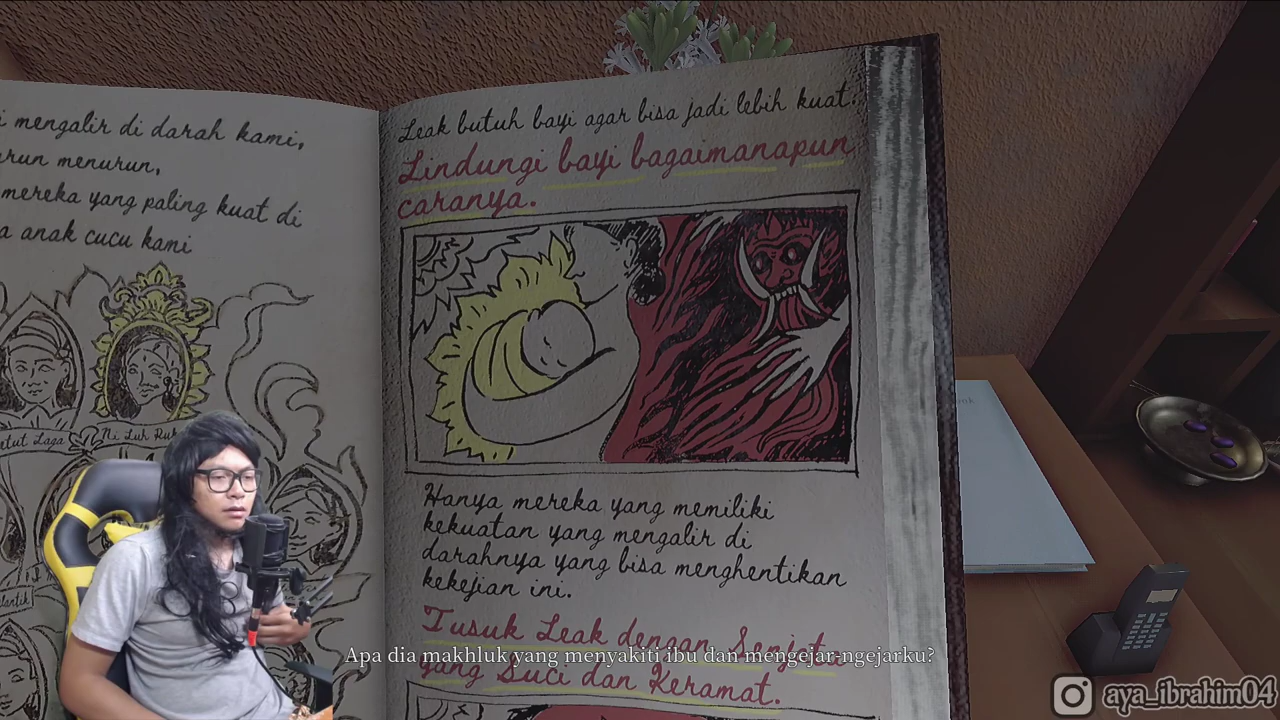 mengalir di darah kami,
menurun,
mereka yang paling kuat di
anak cucu kami
Ni Luh
Leak butuh bayi agar bisa jadi lebih kuat.
Lindungi bayi bagaimanapun
caranya.
Hanya mereka yang memiliki
kekuatan yang mengalir di
darahnya yang bisa menghentikan
kekejian ini.
Tusuk Leak dengan
yang Suci dan Keramat.
Apa dia makhluk yang menyakiti ibu dan mengejar-ngejarku?
aya_ibrahim04